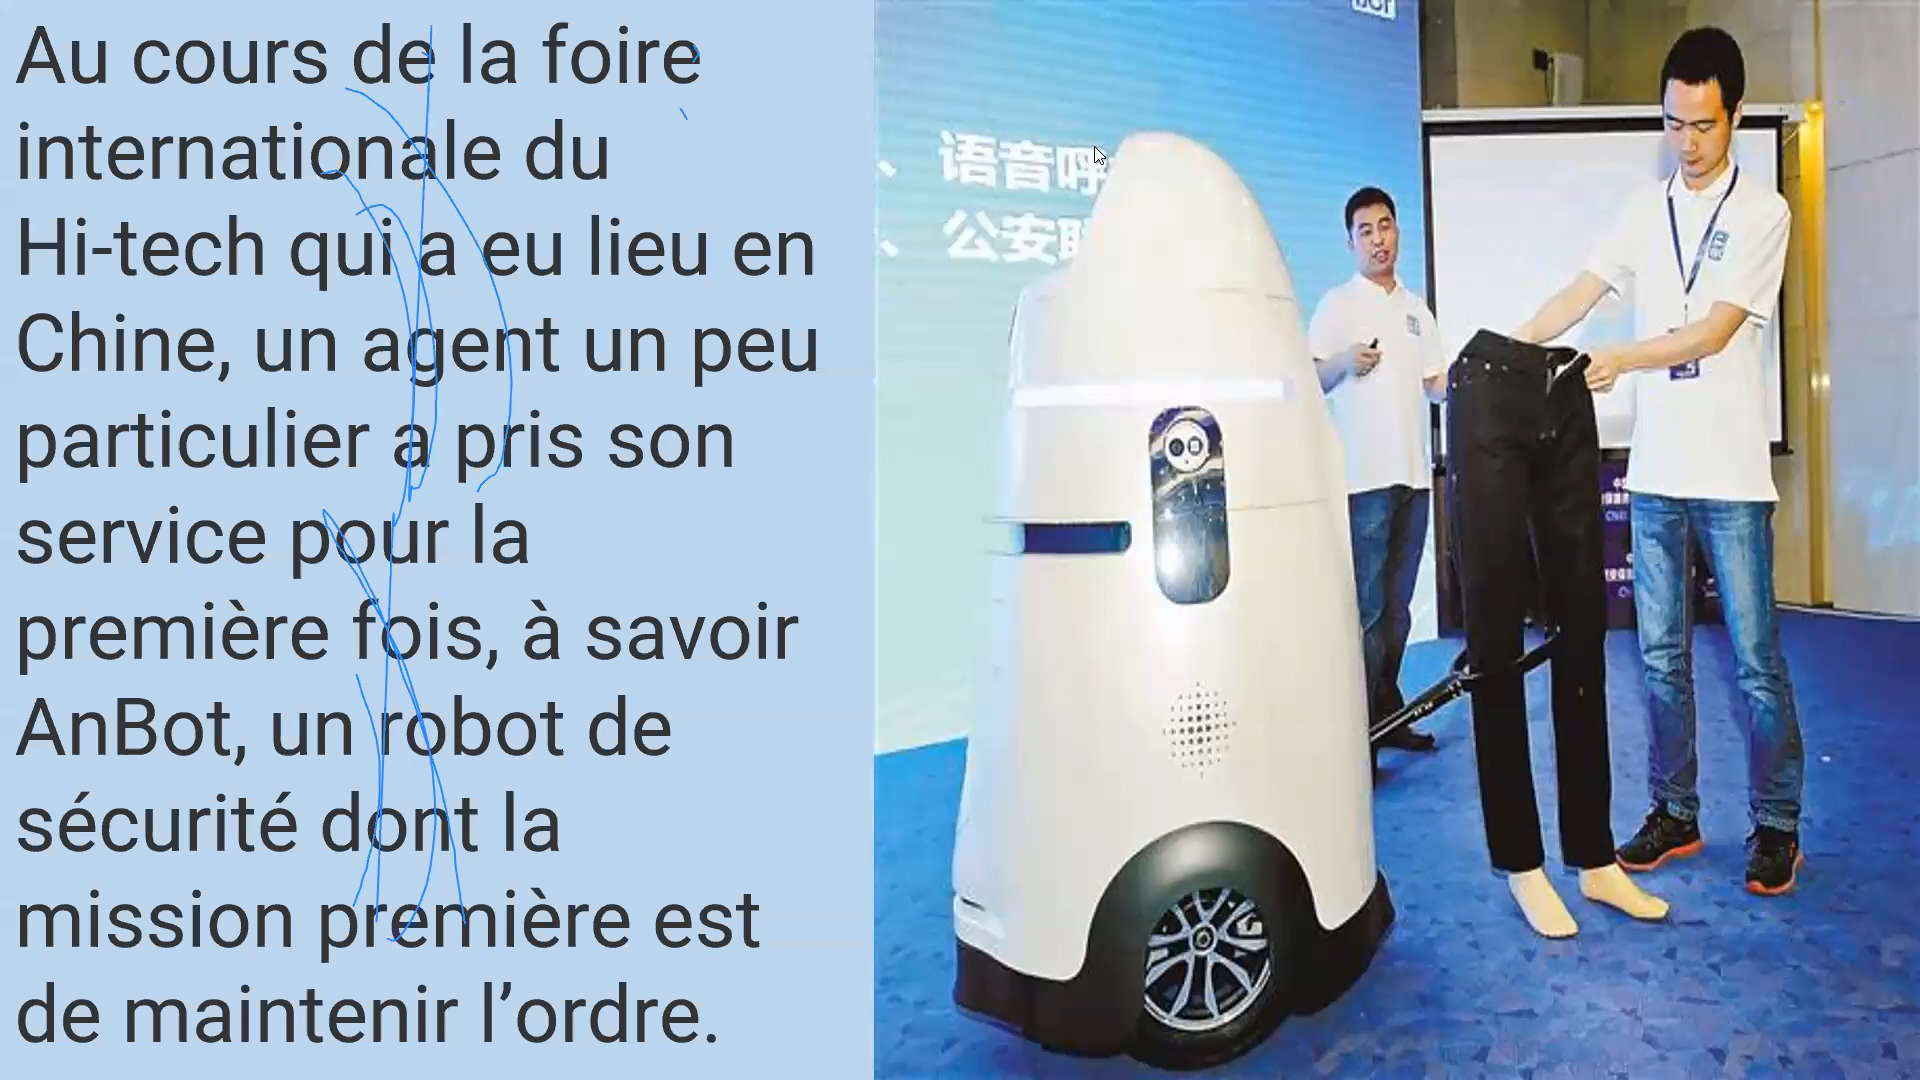 Au cours de la foire
internationale du
Hi-tech qui a eu lieu en
Chine, un agent un peu
particulier a pris son
service pour la
première fois, à savoir
AnBot, un robot de
sécurité dont la
mission première est
de maintenir l’ordre.
、语音呼
、公安联